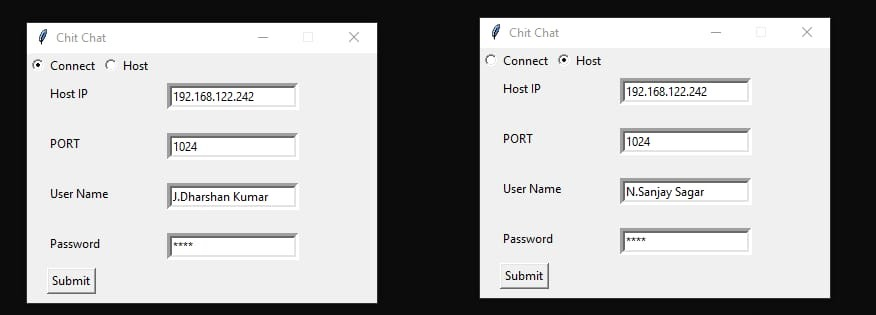 Chit Chat
Connect Host
Host IP 192.168.122.242
PORT 1024
User Name J.Dharshan Kumar
Password ****
Submit
Chit Chat
Connect Host
Host IP 192.168.122.242
PORT 1024
User Name N.Sanjay Sagar
Password ****
Submit